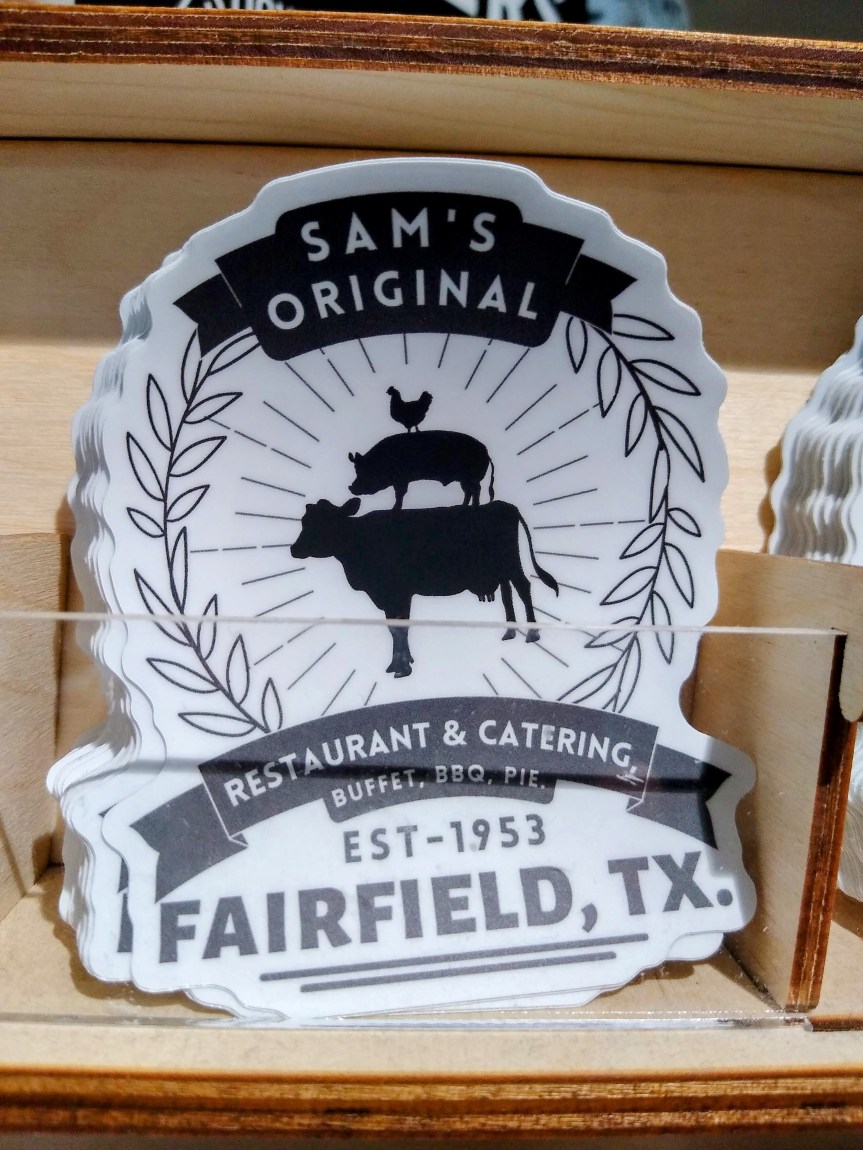 SAM'S
ORIGINAL
RESTAURANT & CATERING,
BUFFET, BBQ, PIE.
EST-1953
FAIRFIELD, TX.